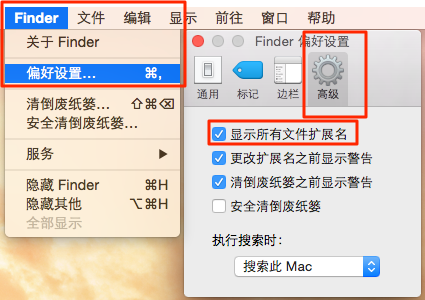 Finder 文件 编辑 显示 前往 窗口 帮助
关于 Finder
偏好设置... ⌘,
清倒废纸篓... ⇧⌘⌫
安全清倒废纸篓...
服务 ▶
隐藏 Finder ⌘H
隐藏其他 ⌥⌘H
全部显示
Finder 偏好设置
通用 标记 边栏 高级
显示所有文件扩展名
更改扩展名之前显示警告
清倒废纸篓之前显示警告
安全清倒废纸篓
执行搜索时:
搜索此 Mac